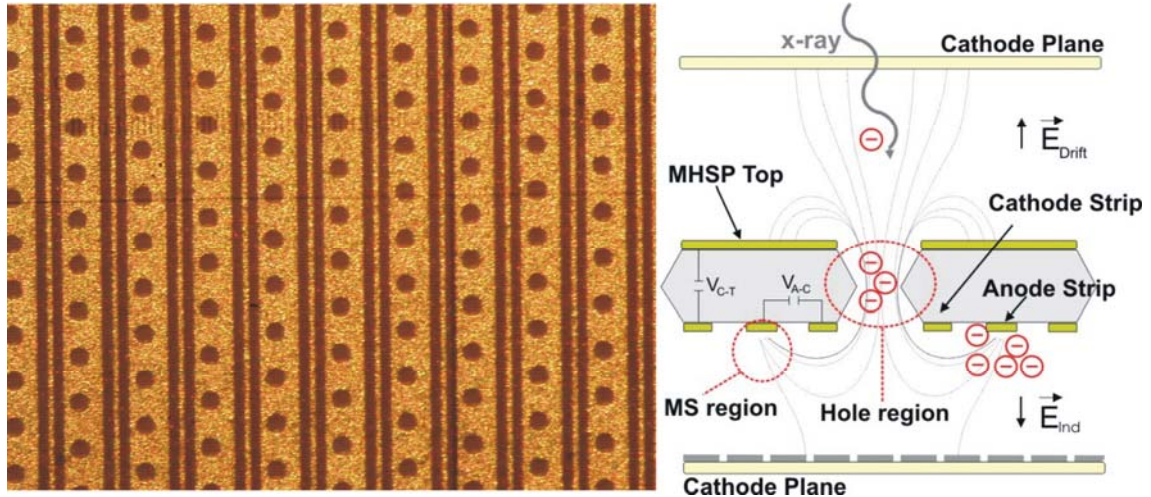 x-ray
Cathode Plane
E Drift
MHSP Top
Cathode Strip
V C-T
V A-C
Anode Strip
MS region
Hole region
E Ind
Cathode Plane